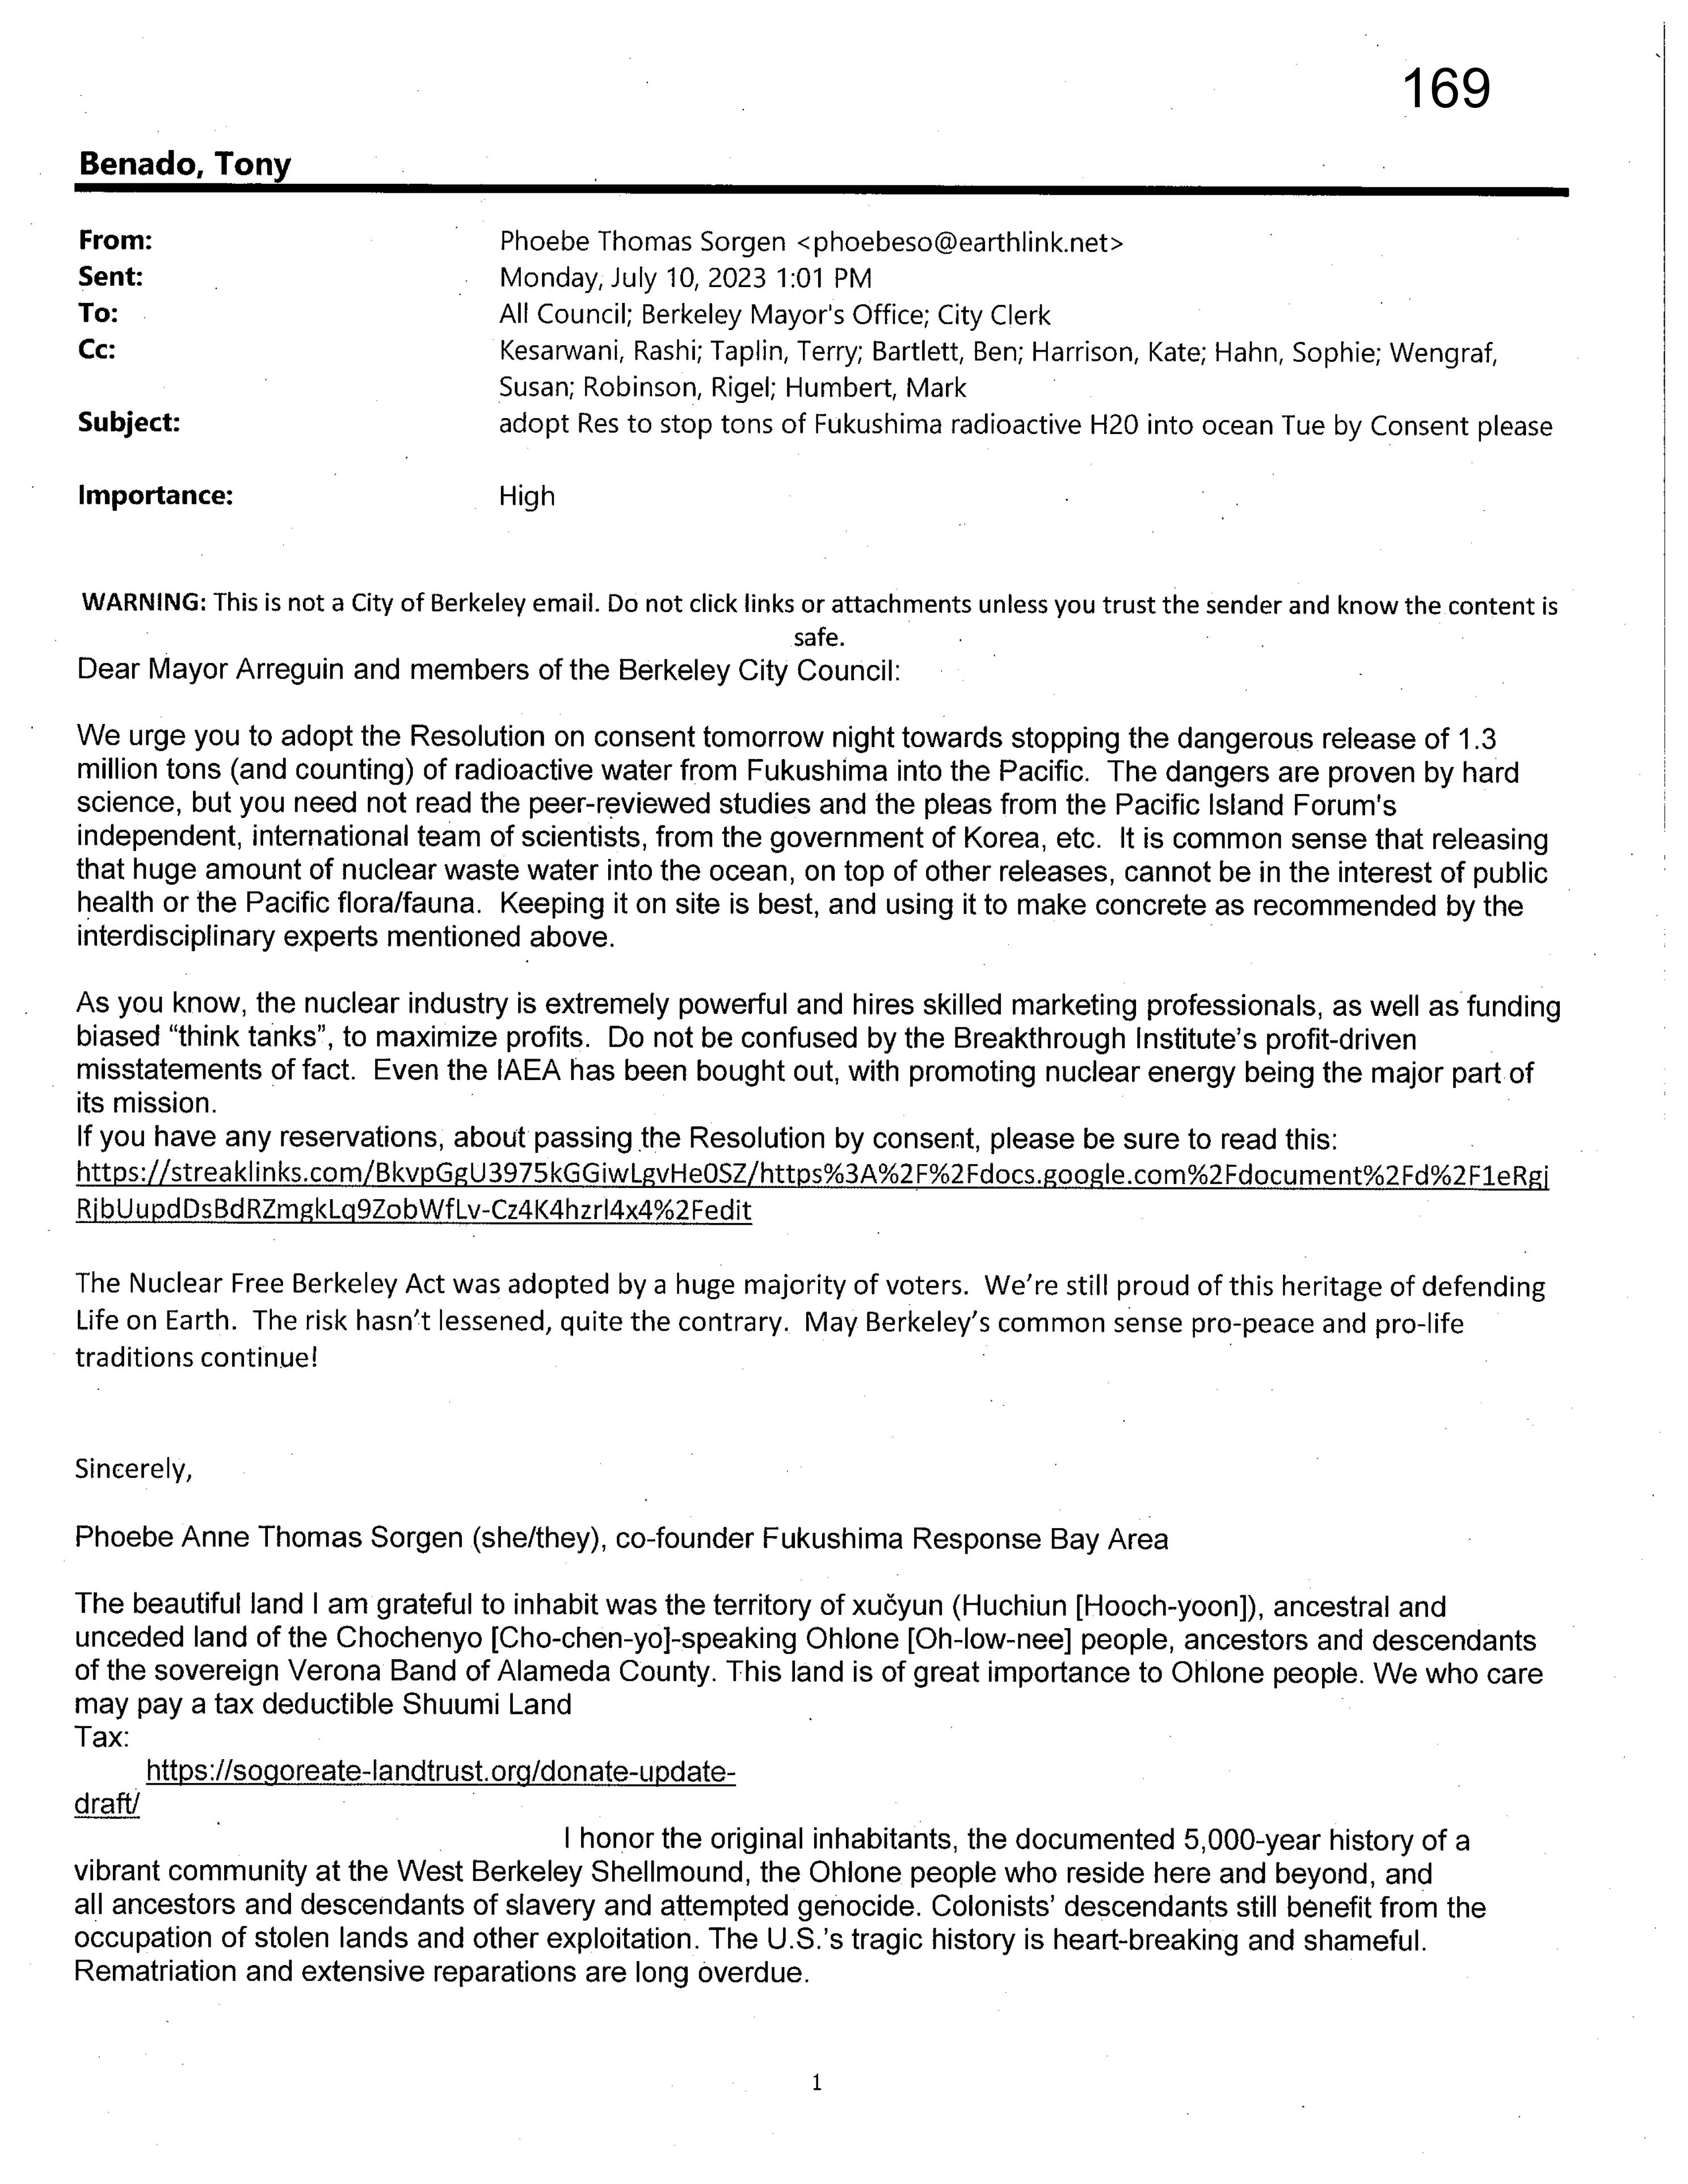 169
Benado, Tony
From: Phoebe Thomas Sorgen <phoebeso@earthlink.net>
Sent: Monday, July 10, 2023 1:01 PM
To: All Council; Berkeley Mayor's Office; City Clerk
Cc: Kesarwani, Rashi; Taplin, Terry; Bartlett, Ben; Harrison, Kate; Hahn, Sophie; Wengraf,
Susan; Robinson, Rigel; Humbert, Mark
Subject: adopt Res to stop tons of Fukushima radioactive H20 into ocean Tue by Consent please
Importance: High
WARNING: This is not a City of Berkeley email. Do not click links or attachments unless you trust the sender and know the content is
safe.
Dear Mayor Arreguin and members of the Berkeley City Council:
We urge you to adopt the Resolution on consent tomorrow night towards stopping the dangerous release of 1.3
million tons (and counting) of radioactive water from Fukushima into the Pacific. The dangers are proven by hard
science, but you need not read the peer-reviewed studies and the pleas from the Pacific Island Forum's
independent, international team of scientists, from the government of Korea, etc. It is common sense that releasing
that huge amount of nuclear waste water into the ocean, on top of other releases, cannot be in the interest of public
health or the Pacific flora/fauna. Keeping it on site is best, and using it to make concrete as recommended by the
interdisciplinary experts mentioned above.
As you know, the nuclear industry is extremely powerful and hires skilled marketing professionals, as well as funding
biased “think tanks”, to maximize profits. Do not be confused by the Breakthrough Institute’s profit-driven
misstatements of fact. Even the IAEA has been bought out, with promoting nuclear energy being the major part of
its mission.
If you have any reservations, about passing the Resolution by consent, please be sure to read this:
https://streaklinks.com/BkvpGgU3975kGGiwLgvHe0SZ/https%3A%2F%2Fdocs.google.com%2Fdocument%2Fd%2F1eRgj
RjbUupdDsBdRZmgkLq9ZobWfLv-Cz4K4hzrI4x4%2Fedit
The Nuclear Free Berkeley Act was adopted by a huge majority of voters. We’re still proud of this heritage of defending
Life on Earth. The risk hasn’t lessened, quite the contrary. May Berkeley’s common sense pro-peace and pro-life
traditions continue!
Sincerely,
Phoebe Anne Thomas Sorgen (she/they), co-founder Fukushima Response Bay Area
The beautiful land I am grateful to inhabit was the territory of xučyun (Huchiun [Hooch-yoon]), ancestral and
unceded land of the Chochenyo [Cho-chen-yo]-speaking Ohlone [Oh-low-nee] people, ancestors and descendants
of the sovereign Verona Band of Alameda County. This land is of great importance to Ohlone people. We who care
may pay a tax deductible Shuumi Land
Tax:
https://sogoreate-landtrust.org/donate-update-
draft/
I honor the original inhabitants, the documented 5,000-year history of a
vibrant community at the West Berkeley Shellmound, the Ohlone people who reside here and beyond, and
all ancestors and descendants of slavery and attempted genocide. Colonists’ descendants still benefit from the
occupation of stolen lands and other exploitation. The U.S.’s tragic history is heart-breaking and shameful.
Rematriation and extensive reparations are long overdue.
1